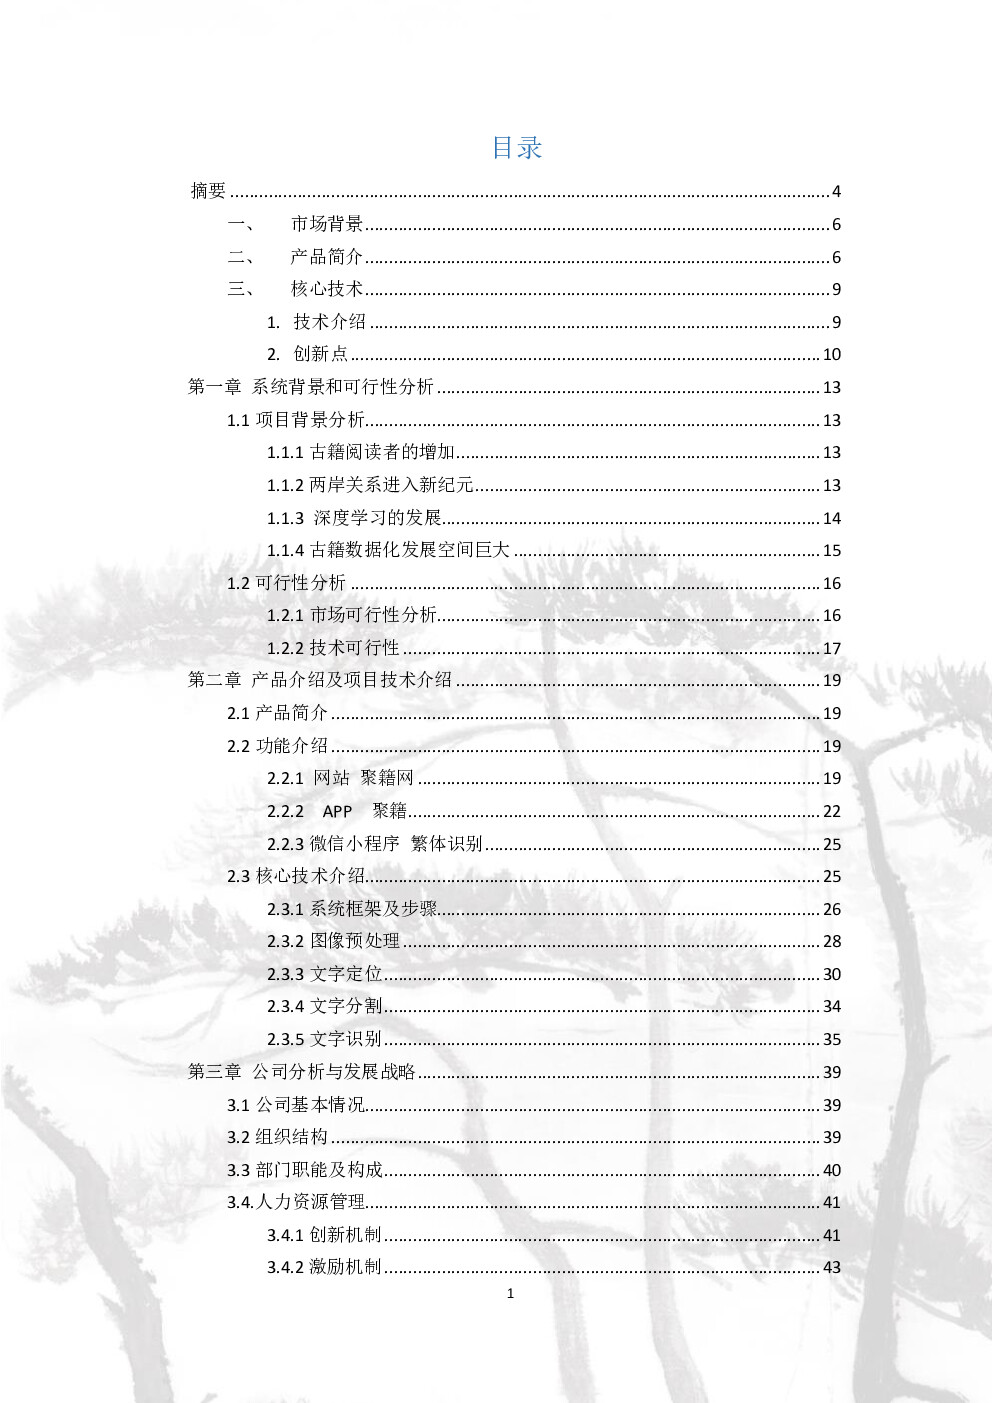 目录
摘要 4
一、 市场背景 6
二、 产品简介 6
三、 核心技术 9
1. 技术介绍 9
2. 创新点 10
第一章 系统背景和可行性分析 13
1.1 项目背景分析 13
1.1.1 古籍阅读者的增加 13
1.1.2 两岸关系进入新纪元 13
1.1.3 深度学习的发展 14
1.1.4 古籍数据化发展空间巨大 15
1.2 可行性分析 16
1.2.1 市场可行性分析 16
1.2.2 技术可行性 17
第二章 产品介绍及项目技术介绍 19
2.1 产品简介 19
2.2 功能介绍 19
2.2.1 网站 聚籍网 19
2.2.2 APP 聚籍 22
2.2.3 微信小程序 繁体识别 25
2.3 核心技术介绍 25
2.3.1 系统框架及步骤 26
2.3.2 图像预处理 28
2.3.3 文字定位 30
2.3.4 文字分割 34
2.3.5 文字识别 35
第三章 公司分析与发展战略 39
3.1 公司基本情况 39
3.2 组织结构 39
3.3 部门职能及构成 40
3.4.人力资源管理 41
3.4.1 创新机制 41
3.4.2 激励机制 43
1